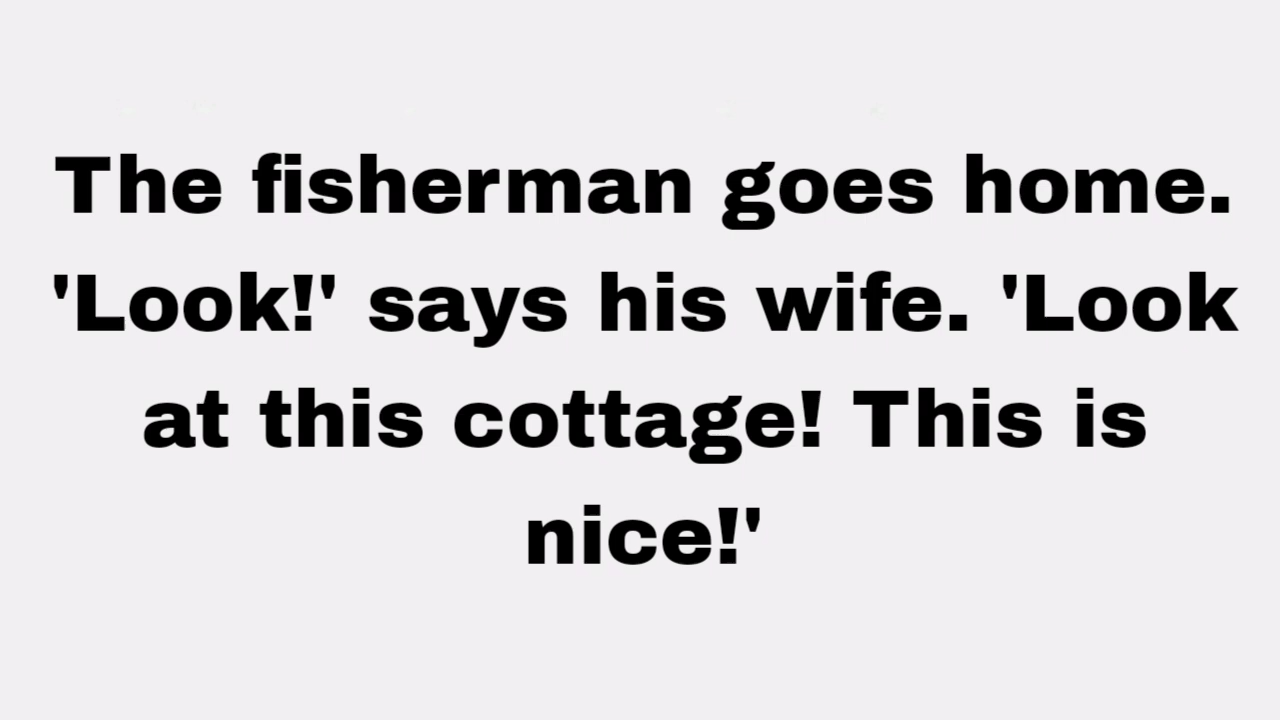 The fisherman goes home.
'Look!' says his wife. 'Look
at this cottage! This is
nice!'